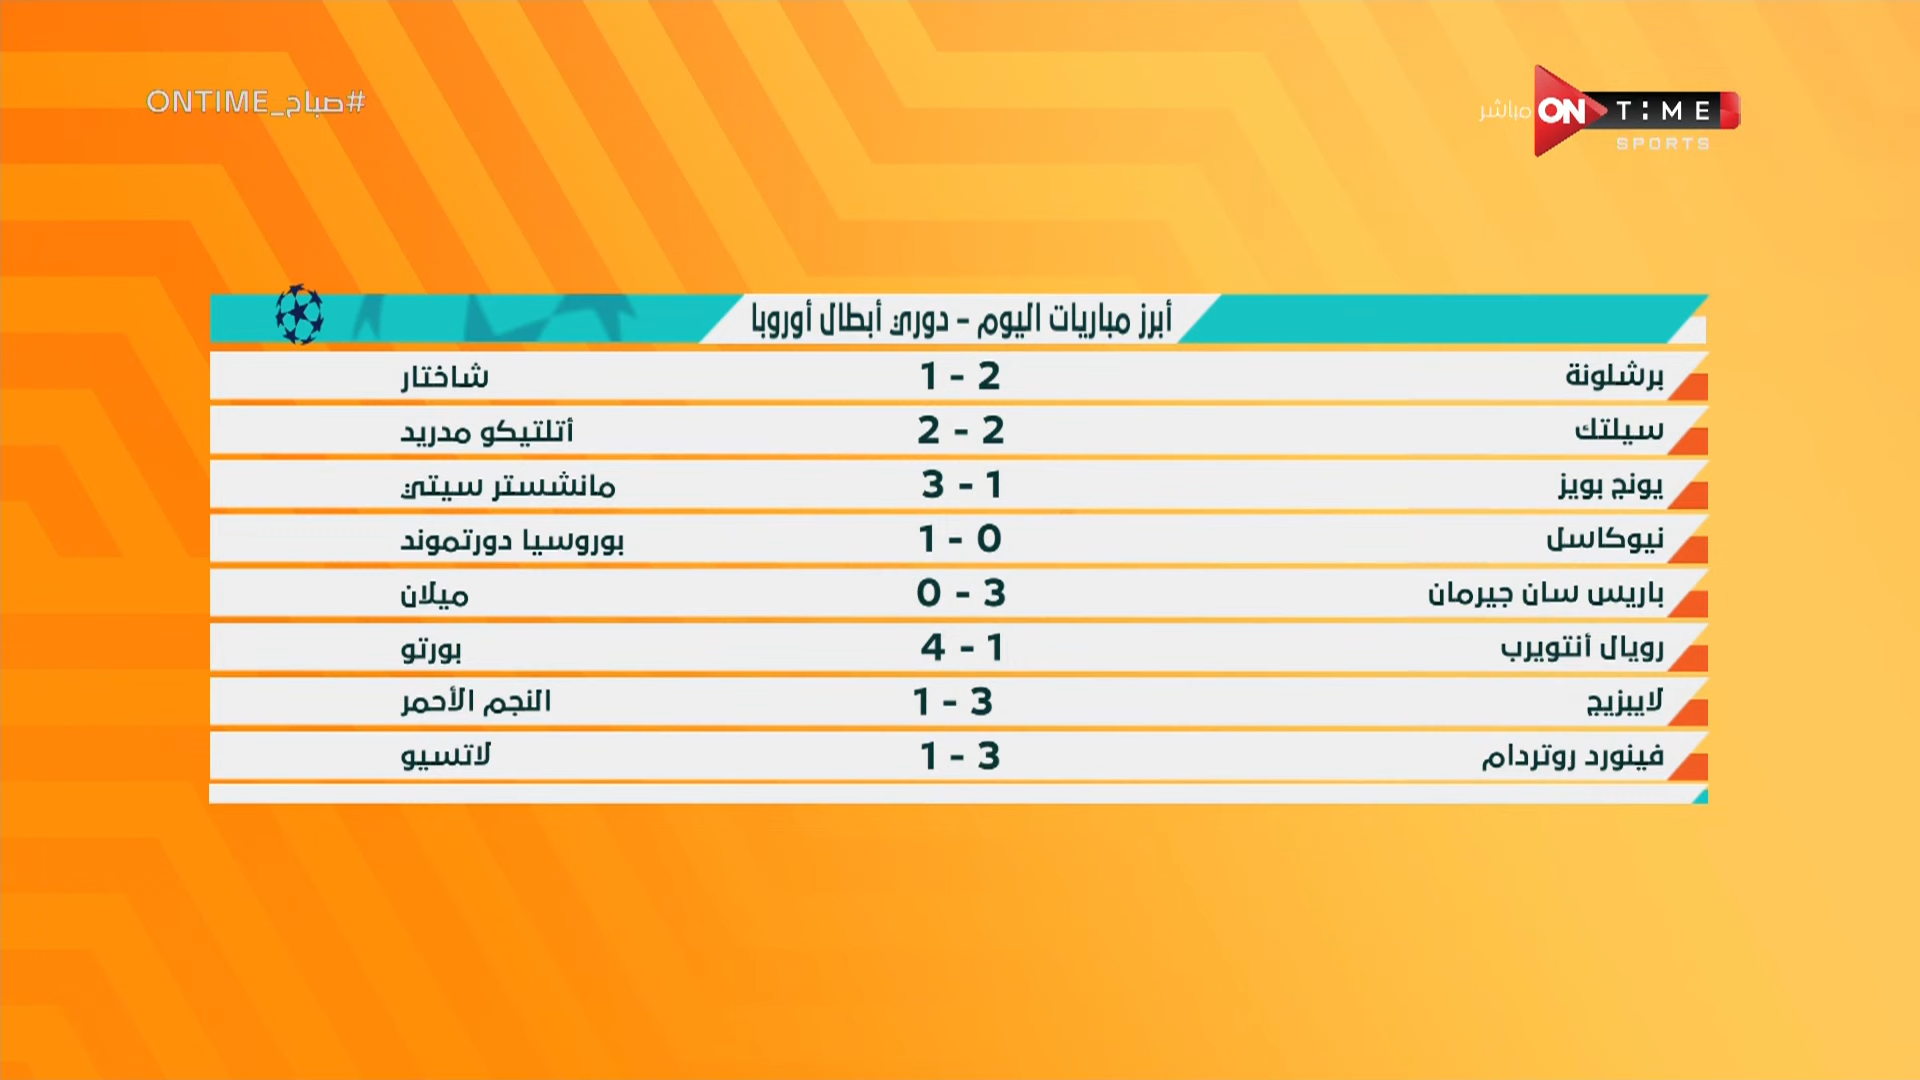 #صباح_ONTIME
مباشر ON TIME SPORTS
أبرز مباريات اليوم - دوري أبطال أوروبا
برشلونة 2 - 1 شاختار
سيلتك 2 - 2 أتلتيكو مدريد
يونج بويز 1 - 3 مانشستر سيتي
نيوكاسل 0 - 1 بوروسيا دورتموند
باريس سان جيرمان 3 - 0 ميلان
رويال أنتويرب 1 - 4 بورتو
لايبزيج 3 - 1 النجم الأحمر
فينورد روتردام 3 - 1 لاتسيو